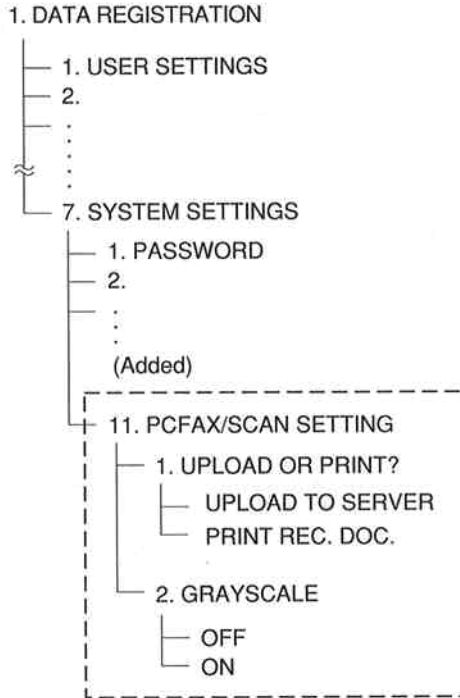 1. DATA REGISTRATION
1. USER SETTINGS
2.
7. SYSTEM SETTINGS
1. PASSWORD
2.
(Added)
11. PCFAX/SCAN SETTING
1. UPLOAD OR PRINT?
UPLOAD TO SERVER
PRINT REC. DOC.
2. GRAYSCALE
OFF
ON